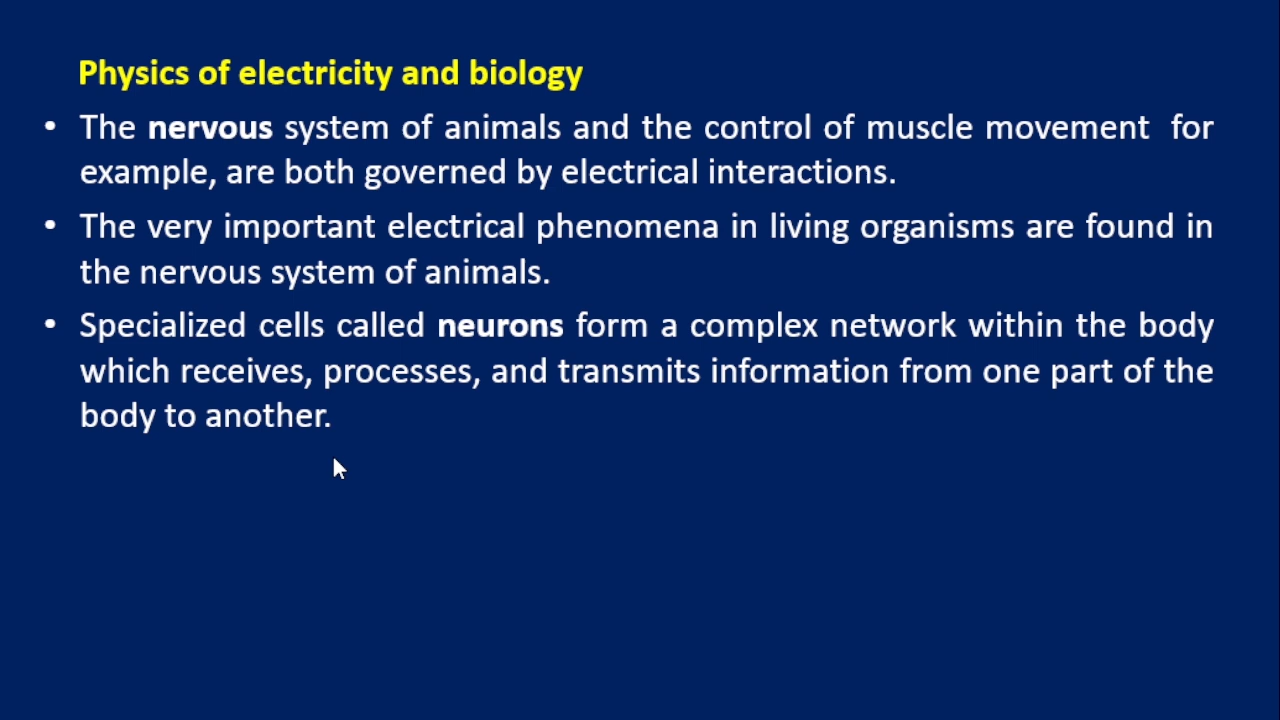 Physics of electricity and biology
• The nervous system of animals and the control of muscle movement for
example, are both governed by electrical interactions.
• The very important electrical phenomena in living organisms are found in
the nervous system of animals.
• Specialized cells called neurons form a complex network within the body
which receives, processes, and transmits information from one part of the
body to another.